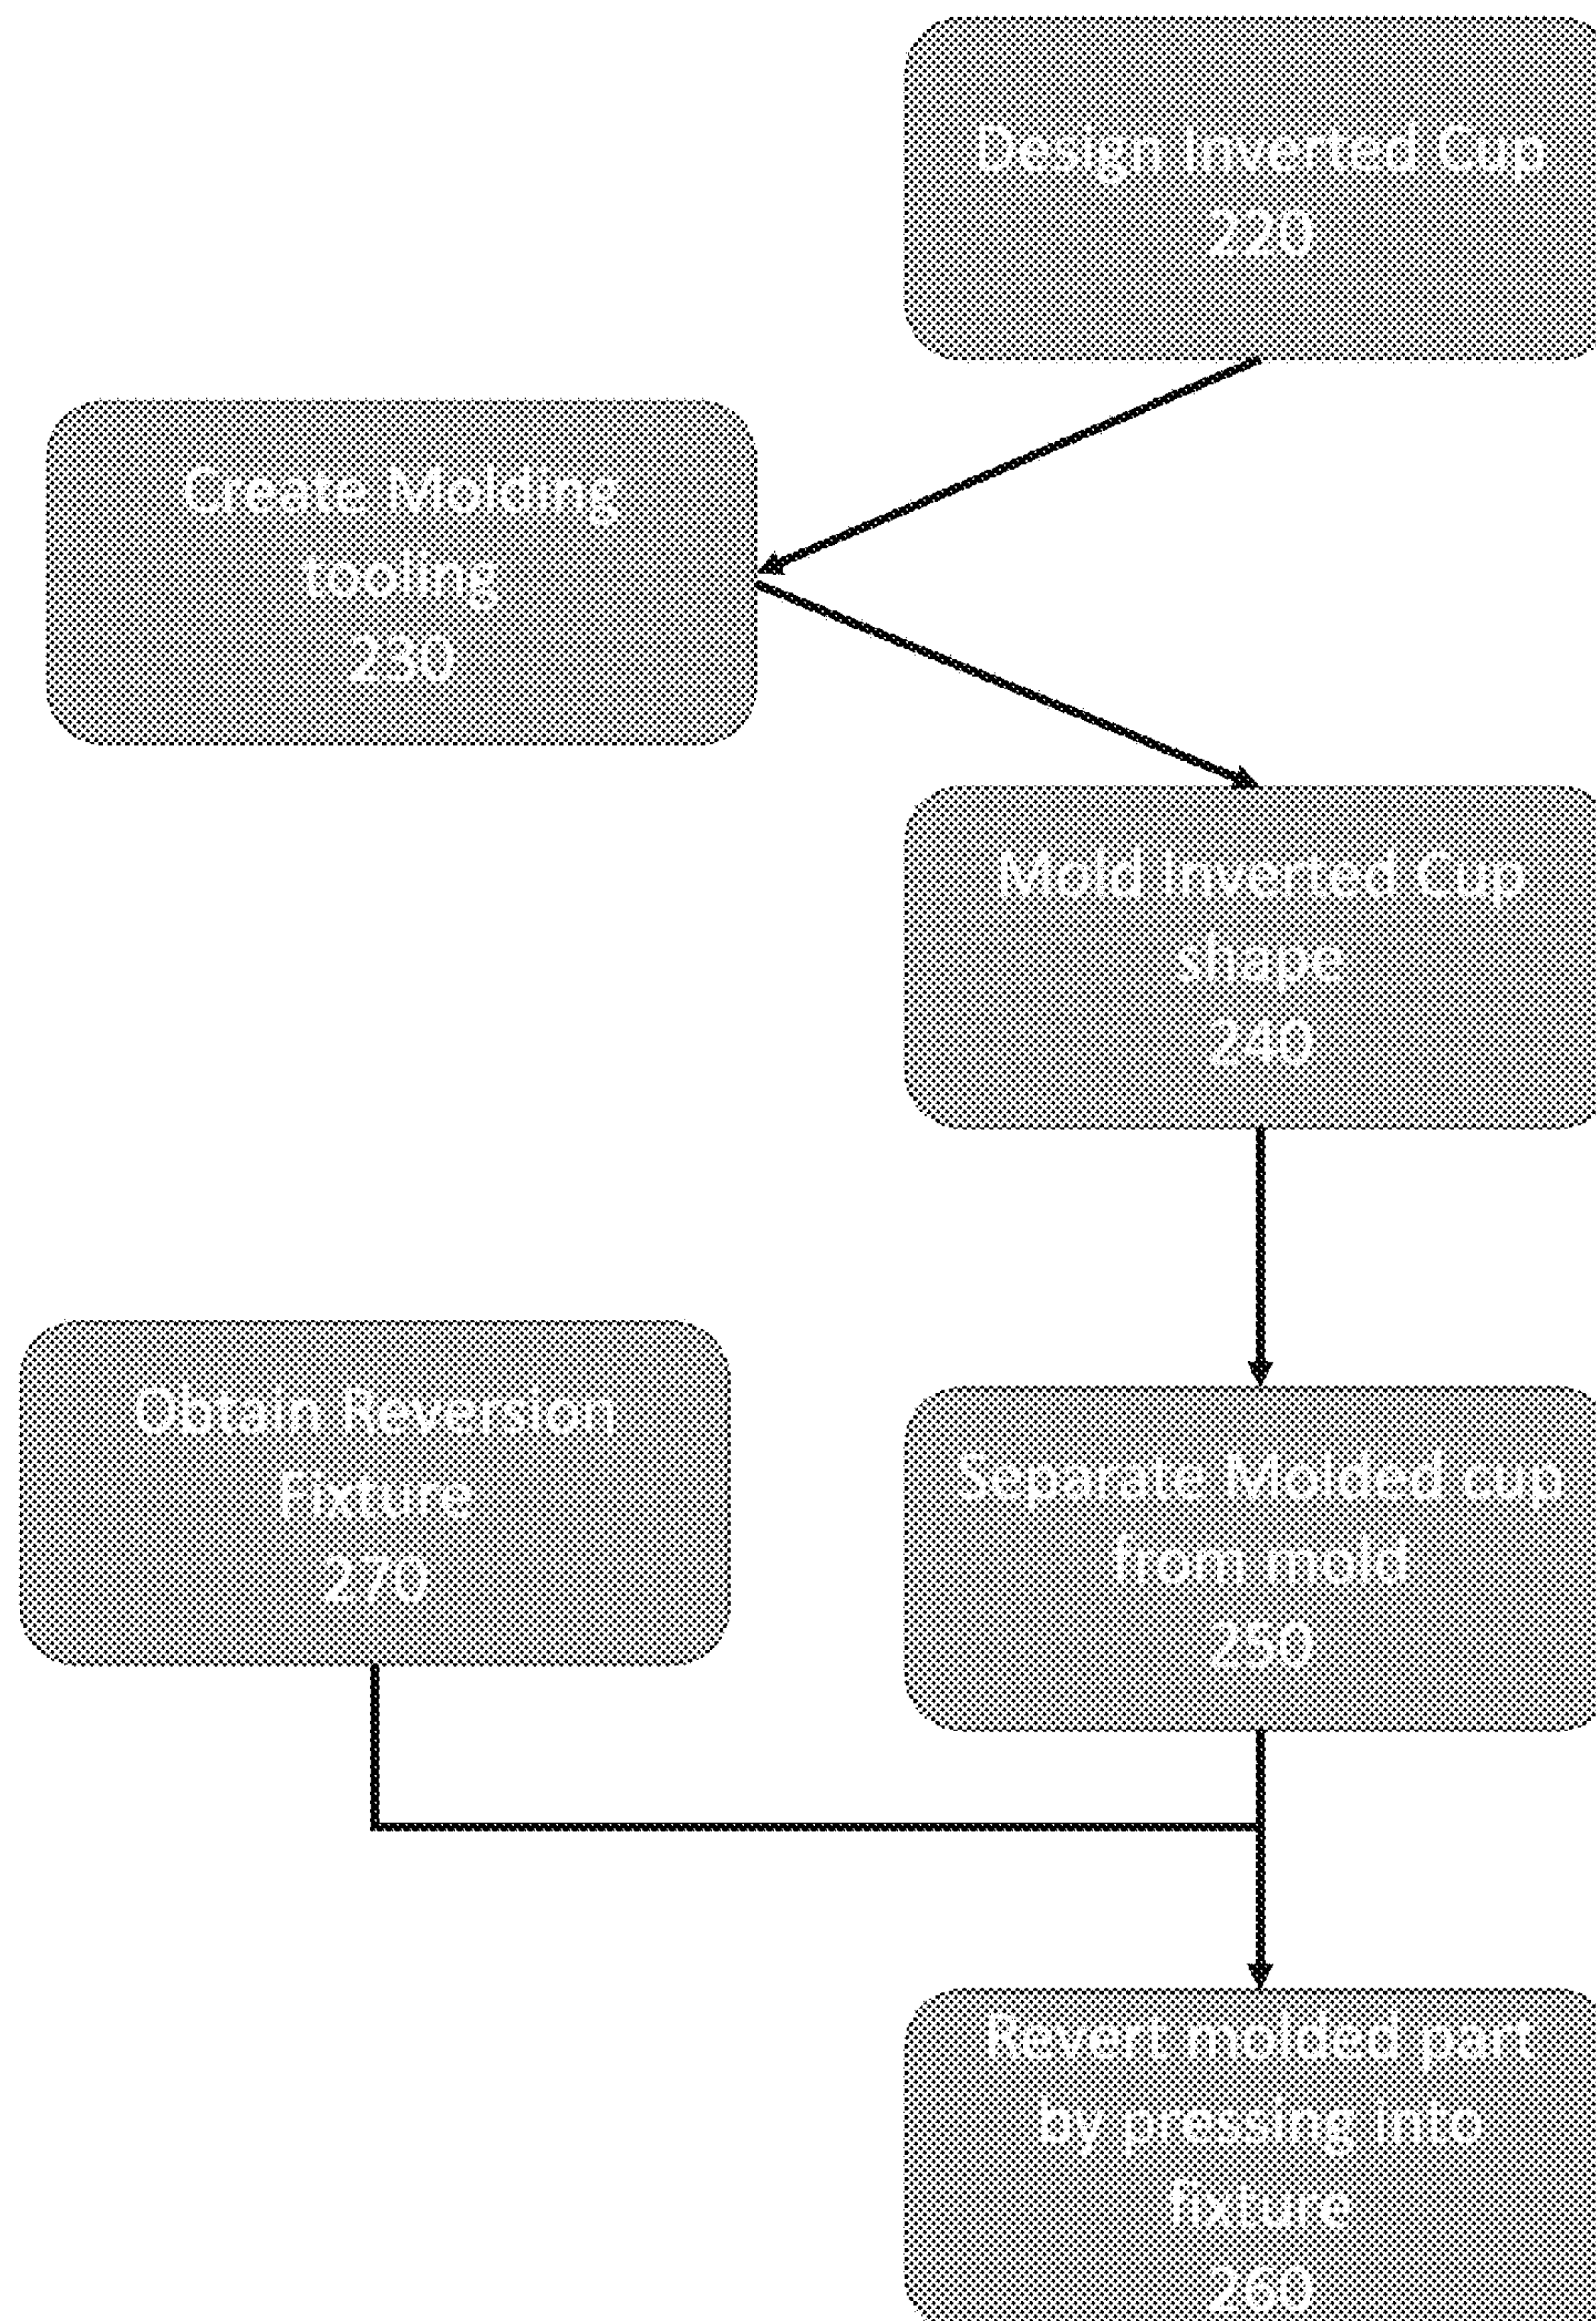 Design Inverted Cup
220
Create Molding
tooling
230
Mold inverted Cup
shape
240
Obtain Reversion
Fixture
270
Separate Molded cup
from mold
250
Revert molded part
by pressing into
fixture
260